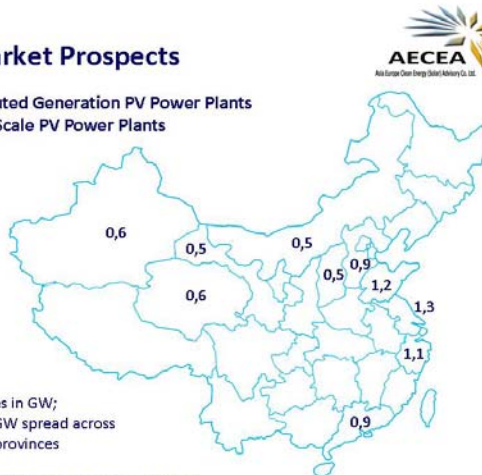 AECEA
Asia Europe Clean Energy (Solar) Advisory Co. Ltd.
arket Prospects
uted Generation PV Power Plants
Scale PV Power Plants
0,6
0,5
0,5
0,9
0,5
1,2
0,6
1,3
1,1
s in GW;
GW spread across
provinces
0,9